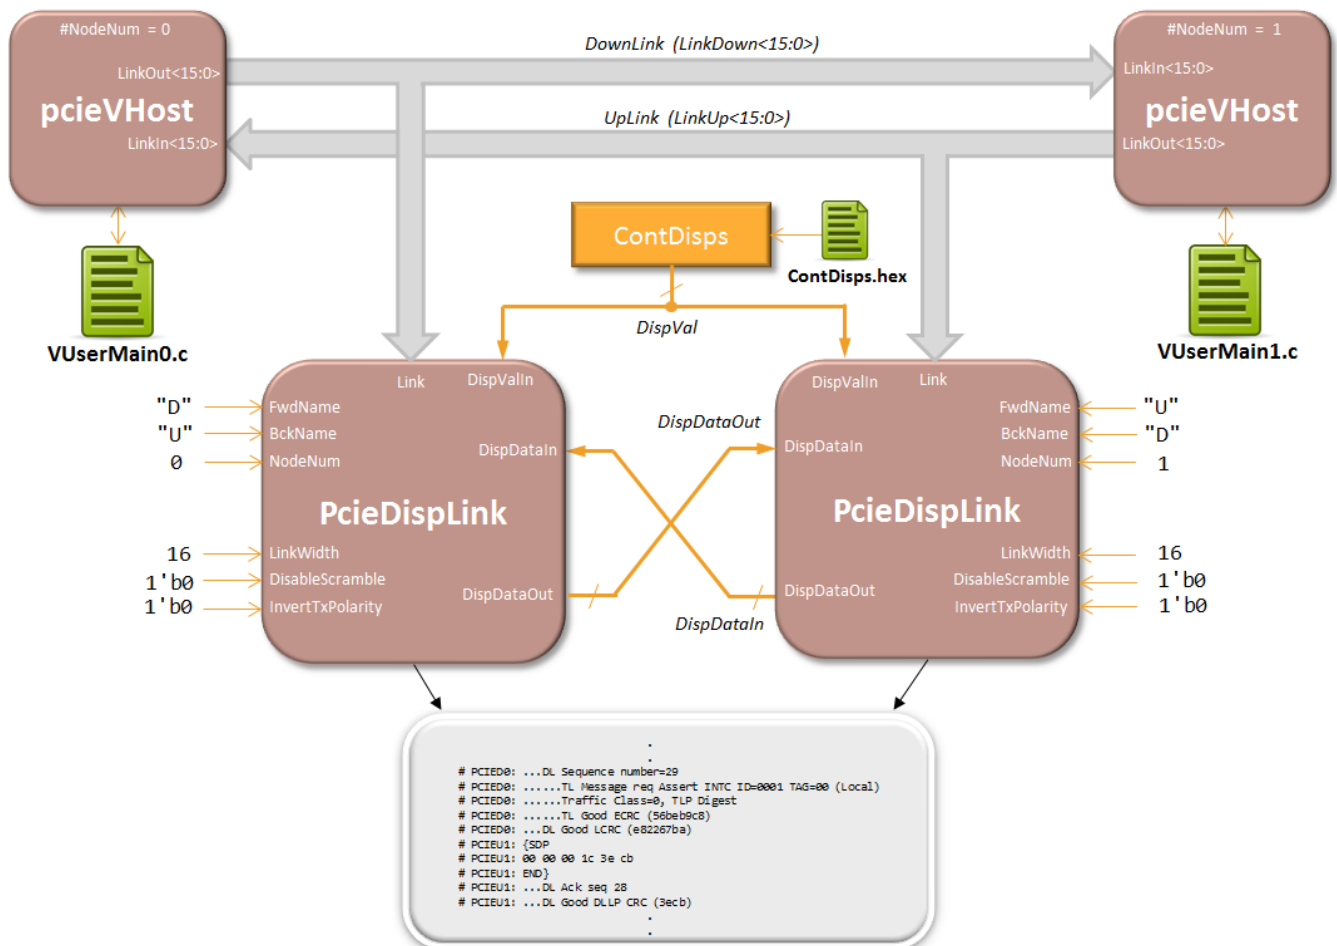 #NodeNum = 0
LinkOut<15:0>
pcieVHost
LinkIn<15:0>
DownLink (LinkDown<15:0>)
UpLink (LinkUp<15:0>)
#NodeNum = 1
LinkIn<15:0>
pcieVHost
LinkOut<15:0>
VUserMain0.c
ContDisps
ContDisps.hex
DispVal
VUserMain1.c
Link
DispValIn
"D"
FwdName
"U"
BckName
0
NodeNum
DispDataIn
PcieDispLink
16
LinkWidth
1'b0
DisableScramble
1'b0
InvertTxPolarity
DispDataOut
DispDataOut
DispDataIn
DispValIn
Link
FwdName
"U"
BckName
"D"
NodeNum
1
DispDataIn
PcieDispLink
LinkWidth
16
DisableScramble
1'b0
InvertTxPolarity
1'b0
DispDataOut
.
.
# PCIED0: ...DL Sequence number=29
# PCIED0: ......TL Message req Assert INTC ID=0001 TAG=00 (Local)
# PCIED0: ......Traffic Class=0, TLP Digest
# PCIED0: ......TL Good ECRC (56beb9c8)
# PCIED0: ...DL Good LCRC (e82267ba)
# PCIEU1: {SDP
# PCIEU1: 00 00 00 1c 3e cb
# PCIEU1: END}
# PCIEU1: ...DL Ack seq 28
# PCIEU1: ...DL Good DLLP CRC (3ecb)
.
.